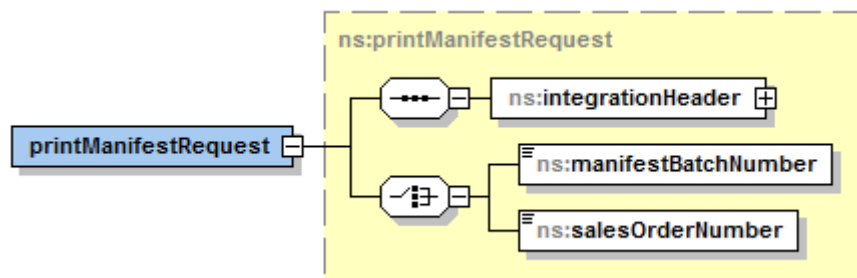 ns:printManifestRequest
ns:integrationHeader
printManifestRequest
ns:manifestBatchNumber
ns:salesOrderNumber